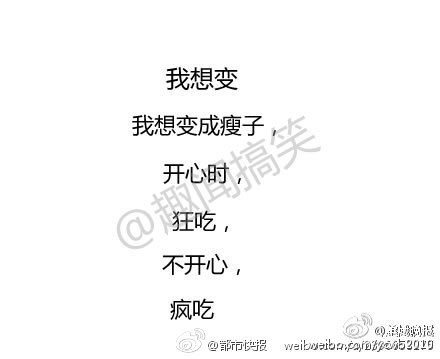 我想变
我想变成瘦子，
开心时，
狂吃，
不开心，
疯吃
@趣闻搞笑
@都市快报